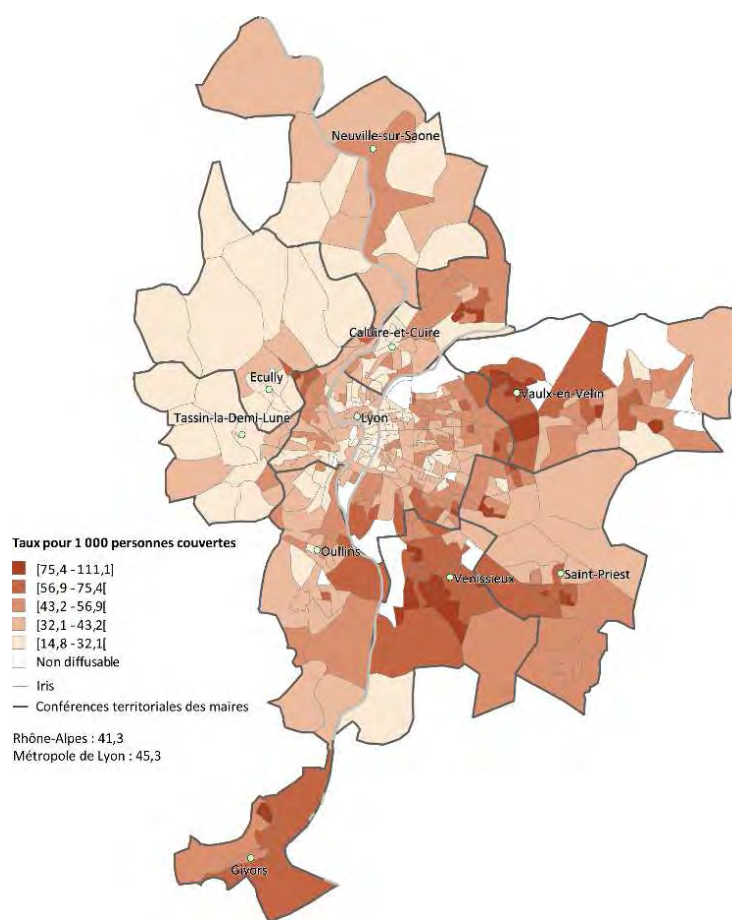 Neuville-sur-Saone
Caluire-et-Cuire
Ecully
Vaulx-en-Velin
Tassin-la-Demi-Lune
Lyon
Oullins
Venissieux
Saint-Priest
Taux pour 1 000 personnes couvertes
[75,4 - 111,1]
[56,9 - 75,4[
[43,2 - 56,9[
[32,1 - 43,2[
[14,8 - 32,1[
Non diffusable
Iris
Conférences territoriales des maires
Rhône-Alpes : 41,3
Métropole de Lyon : 45,3
Givors